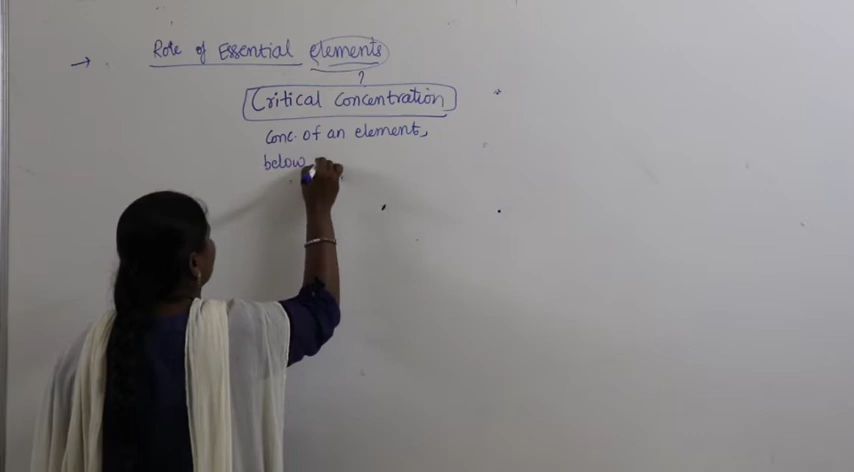 → Role of Essential elements
?
Critical Concentration
Conc. of an element,
below